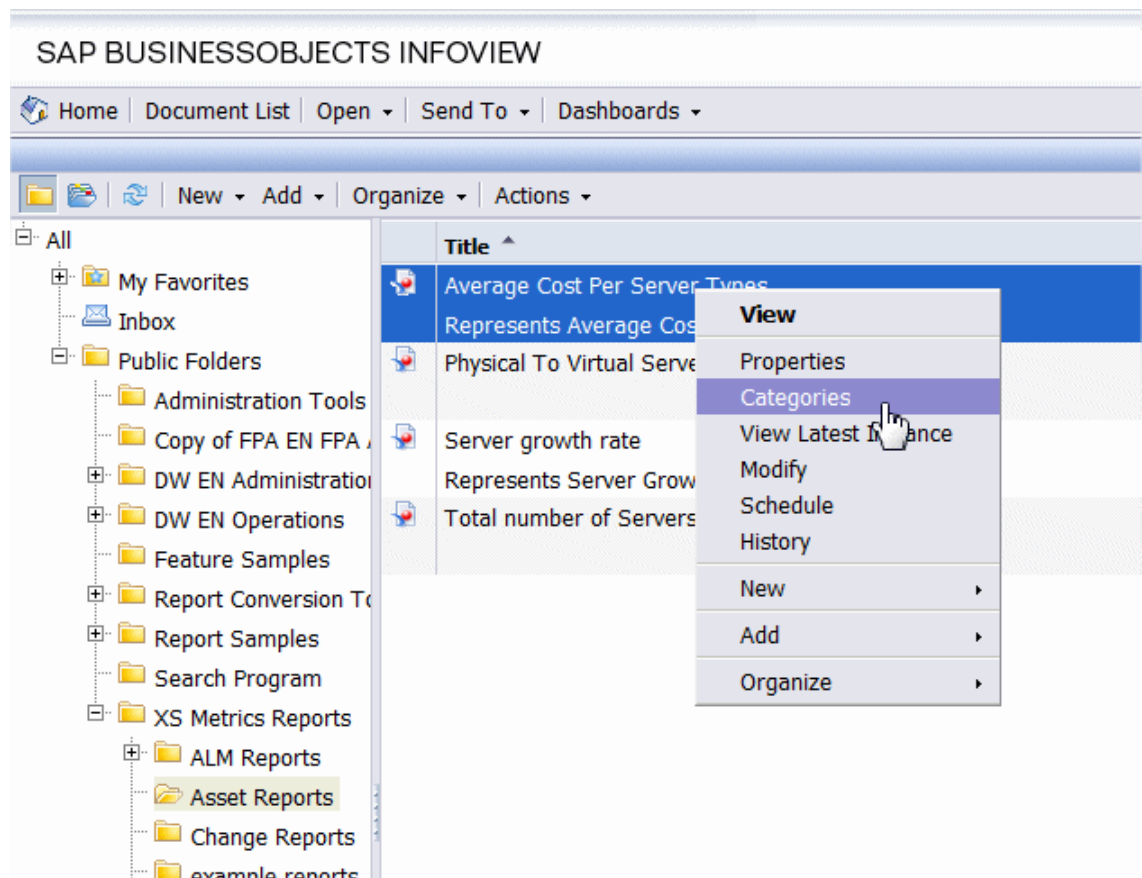 SAP BUSINESSOBJECTS INFOVIEW
Home Document List Open Send To Dashboards
New Add Organize Actions
All
My Favorites
Inbox
Public Folders
Administration Tools
Copy of FPA EN FPA
DW EN Administration
DW EN Operations
Feature Samples
Report Conversion
Report Samples
Search Program
XS Metrics Reports
ALM Reports
Asset Reports
Change Reports
example reports
Title
Average Cost Per Server Types
Represents Average Cos
Physical To Virtual Serve
Server growth rate
Represents Server Grow
Total number of Servers
View
Properties
Categories
View Latest Instance
Modify
Schedule
History
New
Add
Organize